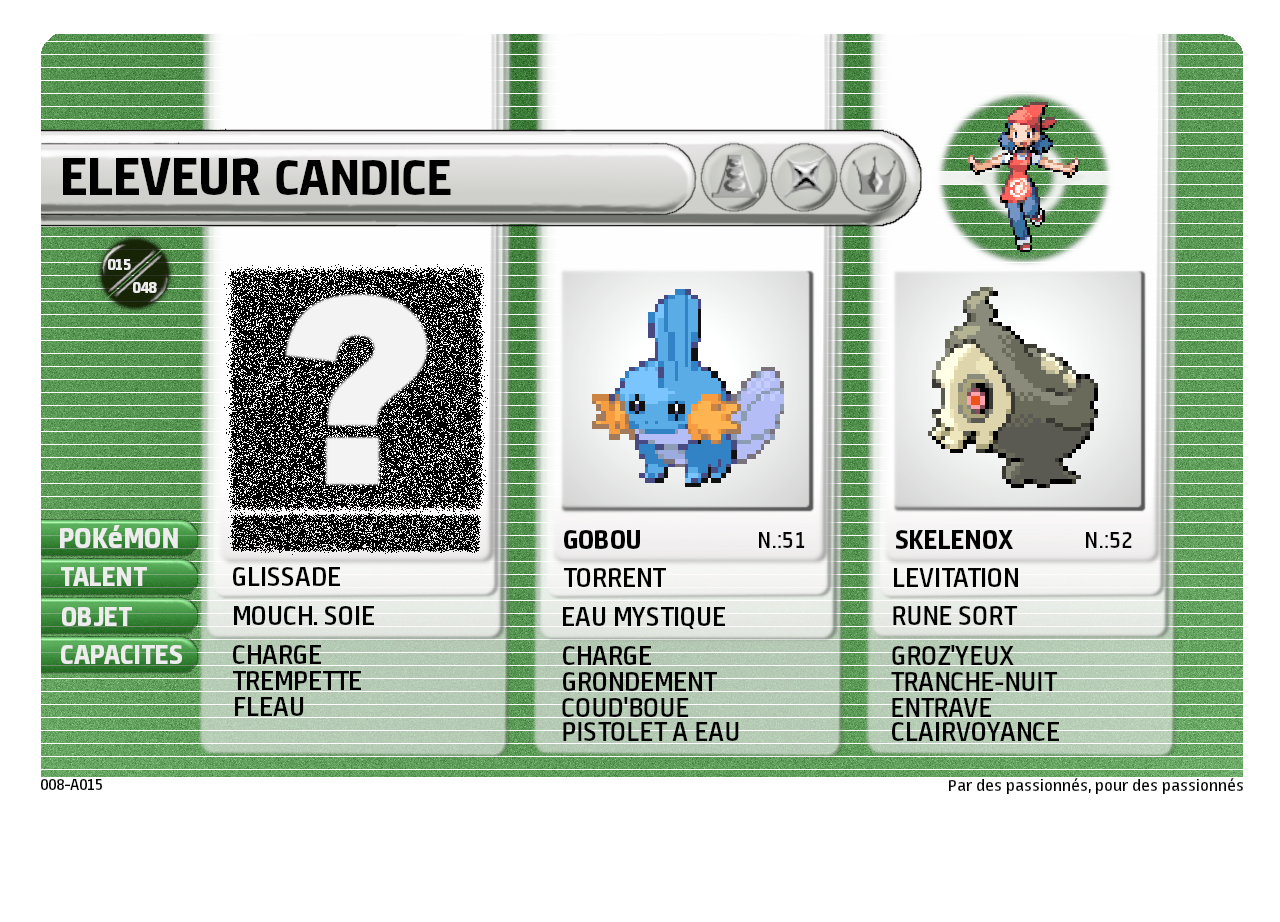 ELEVEUR CANDICE
015
048
?
POKéMON
GOBOU N.:51
SKELENOX N.:52
TALENT
GLISSADE
TORRENT
LEVITATION
OBJET
MOUCH. SOIE
EAU MYSTIQUE
RUNE SORT
CAPACITES
CHARGE
TREMPETTE
FLEAU
CHARGE
GRONDEMENT
COUD'BOUE
PISTOLET A EAU
GROZ'YEUX
TRANCHE-NUIT
ENTRAVE
CLAIRVOYANCE
008-A015
Par des passionnés, pour des passionnés